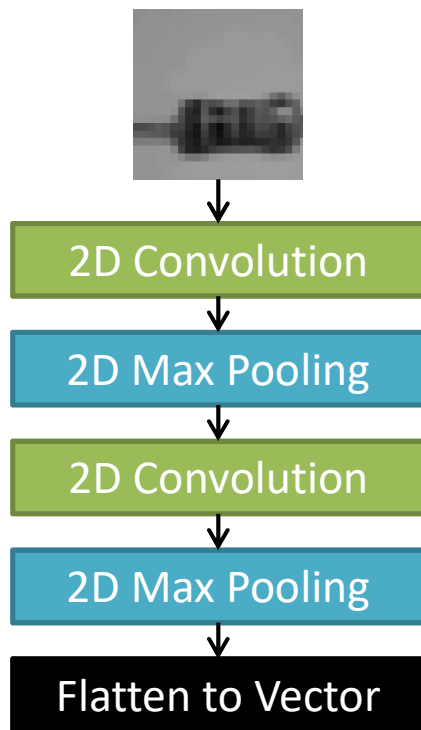 2D Convolution
2D Max Pooling
2D Convolution
2D Max Pooling
Flatten to Vector